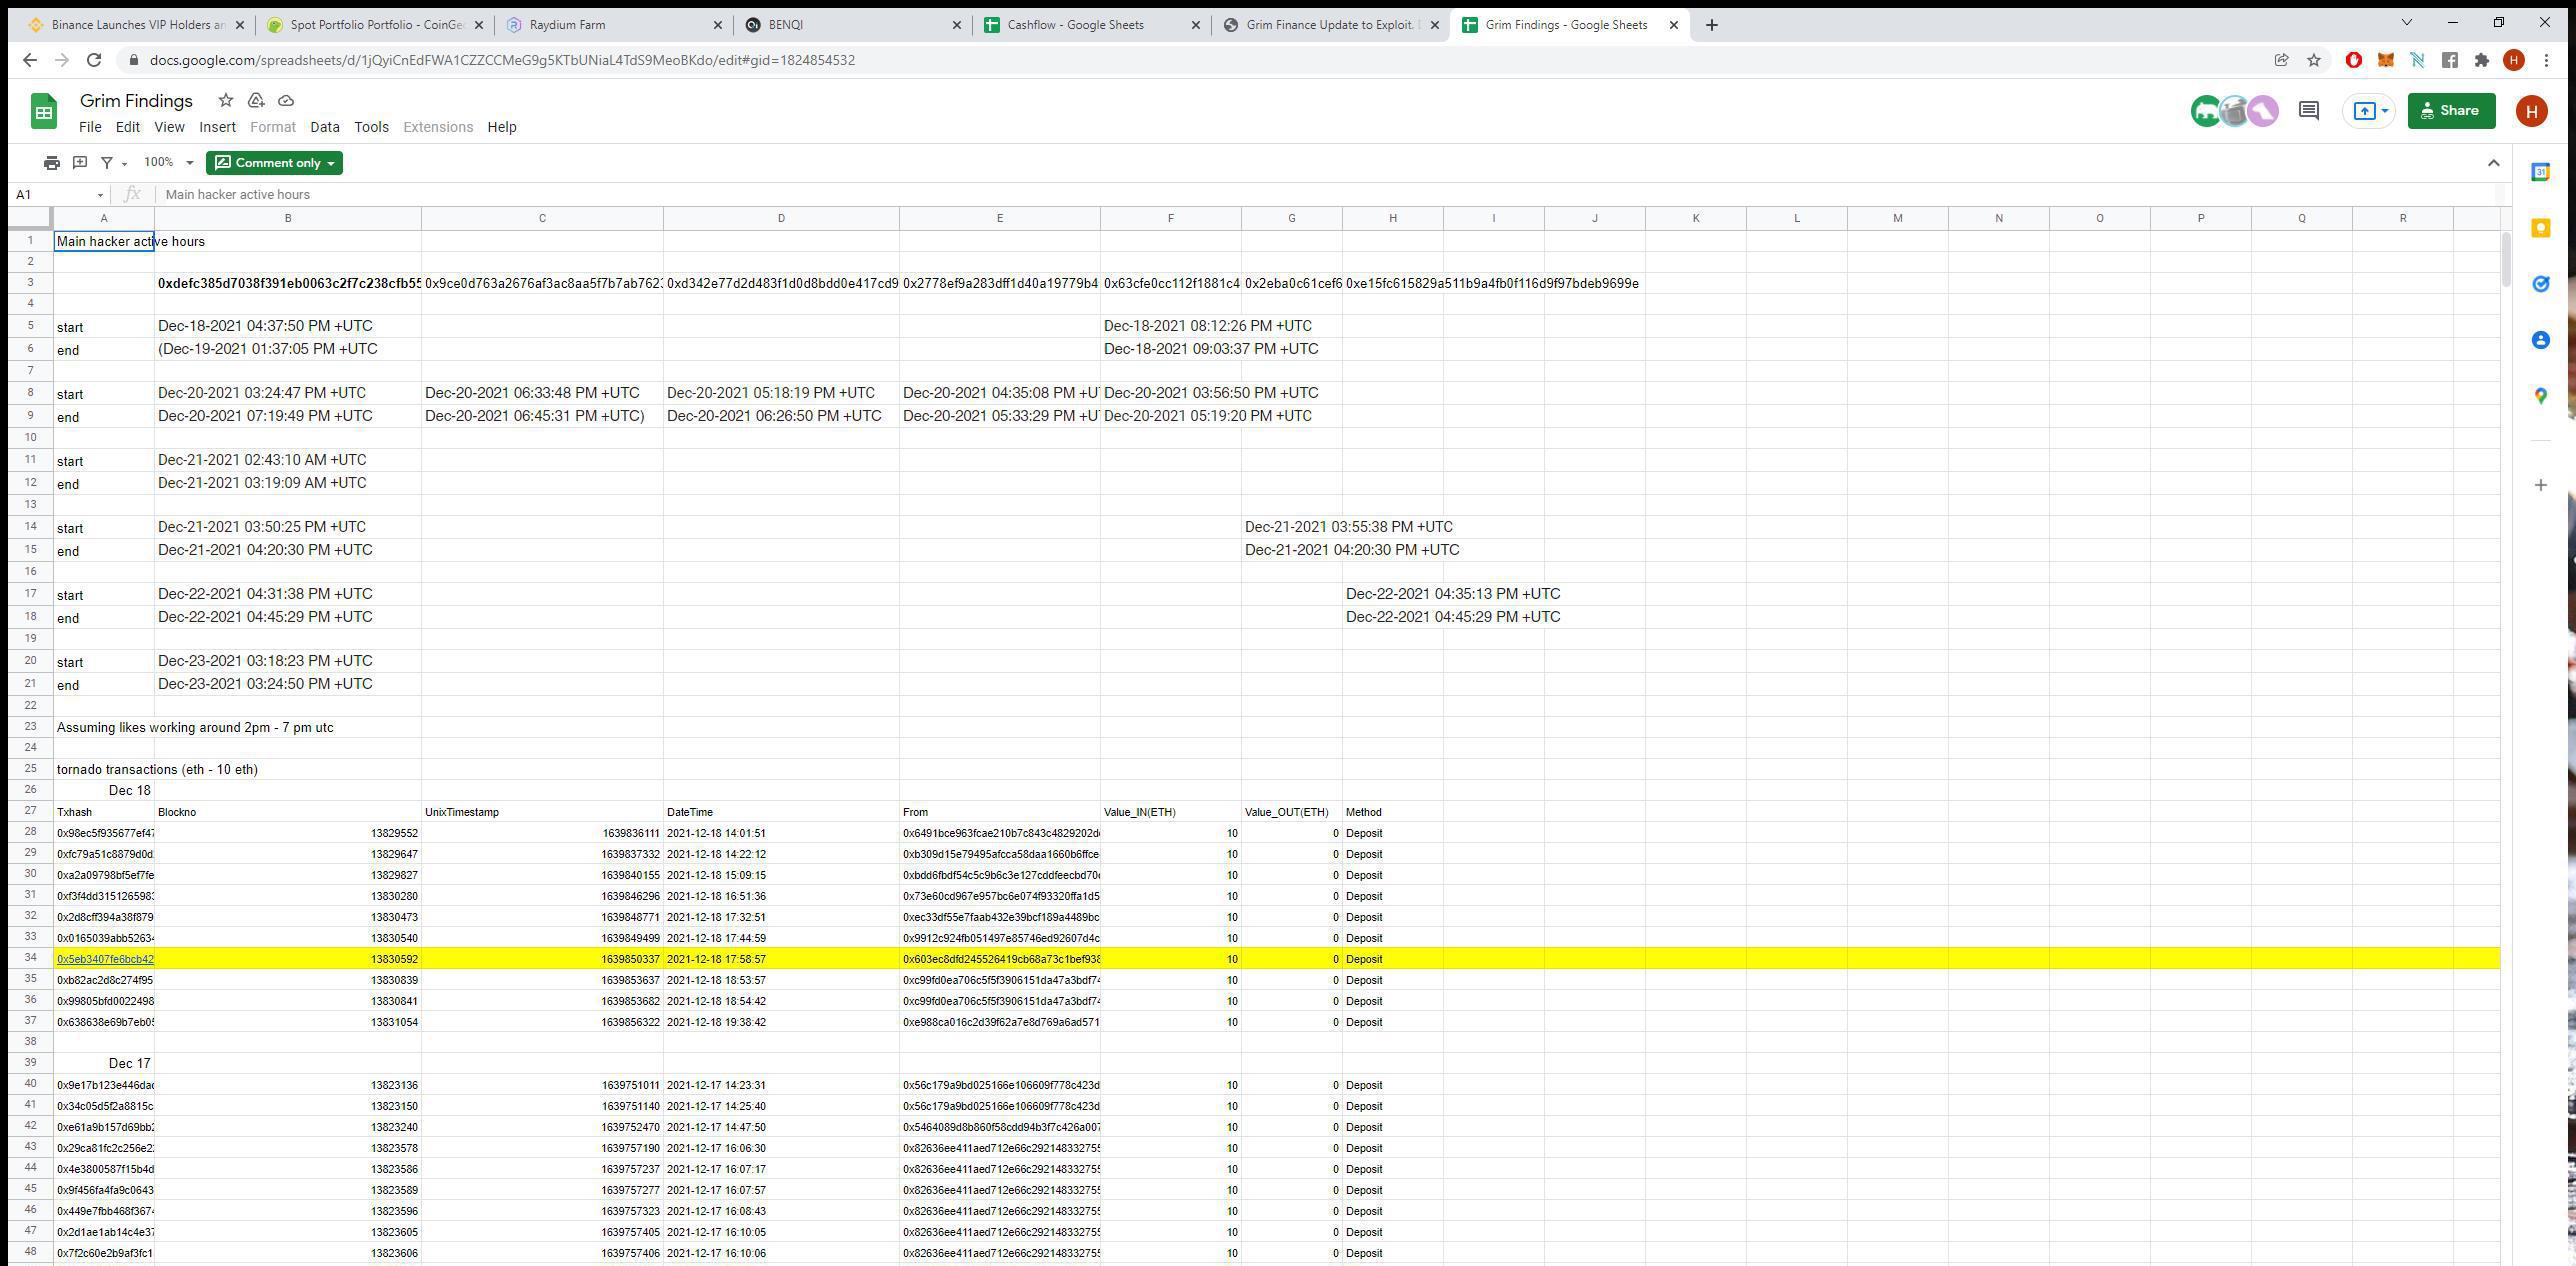 Binance Launches VIP Holders an
Spot Portfolio Portfolio - CoinGe
Raydium Farm
BENQI
Cashflow - Google Sheets
Grim Finance Update to Exploit.
Grim Findings - Google Sheets
docs.google.com/spreadsheets/d/1jQyiCnEdFWA1CZZCCMeG9g5KTbUNiaL4TdS9MeoBKdo/edit#gid=1824854532
Grim Findings
File Edit View Insert Format Data Tools Extensions Help
Share
H
100%
Comment only
A1 fx Main hacker active hours
A B C D E F G H I J K L M N O P Q R
1 Main hacker active hours
2
3 0xdefc385d7038f391eb0063c2f7c238cfb55 0x9ce0d763a2676af3ac8aa5f7b7ab762 0xd342e77d2d483f1d0d8bdd0e417cd9 0x2778ef9a283dff1d40a19779b4 0x63cfe0cc112f1881c4 0x2eba0c61cef6 0xe15fc615829a511b9a4fb0f116d9f97bdeb9699e
4
5 start Dec-18-2021 04:37:50 PM +UTC Dec-18-2021 08:12:26 PM +UTC
6 end (Dec-19-2021 01:37:05 PM +UTC Dec-18-2021 09:03:37 PM +UTC
7
8 start Dec-20-2021 03:24:47 PM +UTC Dec-20-2021 06:33:48 PM +UTC Dec-20-2021 05:18:19 PM +UTC Dec-20-2021 04:35:08 PM +UT Dec-20-2021 03:56:50 PM +UTC
9 end Dec-20-2021 07:19:49 PM +UTC Dec-20-2021 06:45:31 PM +UTC) Dec-20-2021 06:26:50 PM +UTC Dec-20-2021 05:33:29 PM +UT Dec-20-2021 05:19:20 PM +UTC
10
11 start Dec-21-2021 02:43:10 AM +UTC
12 end Dec-21-2021 03:19:09 AM +UTC
13
14 start Dec-21-2021 03:50:25 PM +UTC Dec-21-2021 03:55:38 PM +UTC
15 end Dec-21-2021 04:20:30 PM +UTC Dec-21-2021 04:20:30 PM +UTC
16
17 start Dec-22-2021 04:31:38 PM +UTC Dec-22-2021 04:35:13 PM +UTC
18 end Dec-22-2021 04:45:29 PM +UTC Dec-22-2021 04:45:29 PM +UTC
19
20 start Dec-23-2021 03:18:23 PM +UTC
21 end Dec-23-2021 03:24:50 PM +UTC
22
23 Assuming likes working around 2pm - 7 pm utc
24
25 tornado transactions (eth - 10 eth)
26 Dec 18
27 Txhash Blockno UnixTimestamp DateTime From Value_IN(ETH) Value_OUT(ETH) Method
28 0x98ec5f935677ef47 13829552 1639836111 2021-12-18 14:01:51 0x6491bce963fcae210b7c843c4829202d 10 0 Deposit
29 0xfc79a51c8879d0d 13829647 1639837332 2021-12-18 14:22:12 0xb309d15e79495afcca58daa1660b6ffce 10 0 Deposit
30 0xa2a09798bf5ef7fe 13829827 1639840155 2021-12-18 15:09:15 0xbdd6fbdf54c5c9b6c3e127cddfeecbd70 10 0 Deposit
31 0xf3f4dd315126598 13830280 1639846296 2021-12-18 16:51:36 0x73e60cd967e957bc6e074f93320ffa1d5 10 0 Deposit
32 0x2d8cff394a38f879 13830473 1639848771 2021-12-18 17:32:51 0xec33df55e7faab432e39bcf189a4489bc 10 0 Deposit
33 0x0165039abb5263 13830540 1639849499 2021-12-18 17:44:59 0x9912c924fb051497e85746ed92607d4c 10 0 Deposit
34 0x5eb3407fe6bcb42 13830592 1639850337 2021-12-18 17:58:57 0x603ec8dfd245526419cb68a73c1bef938 10 0 Deposit
35 0xb82ac2d8c274f95 13830839 1639853637 2021-12-18 18:53:57 0xc99fd0ea706c5f5f3906151da47a3bdf74 10 0 Deposit
36 0x99805bfd0022498 13830841 1639853682 2021-12-18 18:54:42 0xc99fd0ea706c5f5f3906151da47a3bdf74 10 0 Deposit
37 0x638638e69b7eb05 13831054 1639856322 2021-12-18 19:38:42 0xe988ca016c2d39f62a7e8d769a6ad571 10 0 Deposit
38
39 Dec 17
40 0x9e17b123e446da 13823136 1639751011 2021-12-17 14:23:31 0x56c179a9bd025166e106609f778c423d 10 0 Deposit
41 0x34c05d5f2a8815c 13823150 1639751140 2021-12-17 14:25:40 0x56c179a9bd025166e106609f778c423d 10 0 Deposit
42 0xe61a9b157d69bb2 13823240 1639752470 2021-12-17 14:47:50 0x5464089d8b860f58cdd94b3f7c426a007 10 0 Deposit
43 0x29ca81fc2c256e2 13823578 1639757190 2021-12-17 16:06:30 0x82636ee411aed712e66c292148332755 10 0 Deposit
44 0x4e3800587f15b4d 13823586 1639757237 2021-12-17 16:07:17 0x82636ee411aed712e66c292148332755 10 0 Deposit
45 0x9f456fa4fa9c0643 13823589 1639757277 2021-12-17 16:07:57 0x82636ee411aed712e66c292148332755 10 0 Deposit
46 0x449e7fbb468f367 13823596 1639757323 2021-12-17 16:08:43 0x82636ee411aed712e66c292148332755 10 0 Deposit
47 0x2d1ae1ab14c4e37 13823605 1639757405 2021-12-17 16:10:05 0x82636ee411aed712e66c292148332755 10 0 Deposit
48 0x7f2c60e2b9af3fc1 13823606 1639757406 2021-12-17 16:10:06 0x82636ee411aed712e66c292148332755 10 0 Deposit